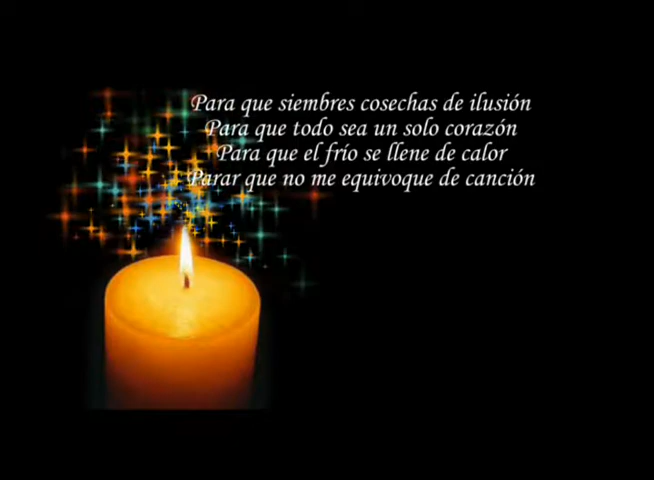 Para que siembres cosechas de ilusión
Para que todo sea un solo corazón
Para que el frío se llene de calor
Parar que no me equivoque de canción